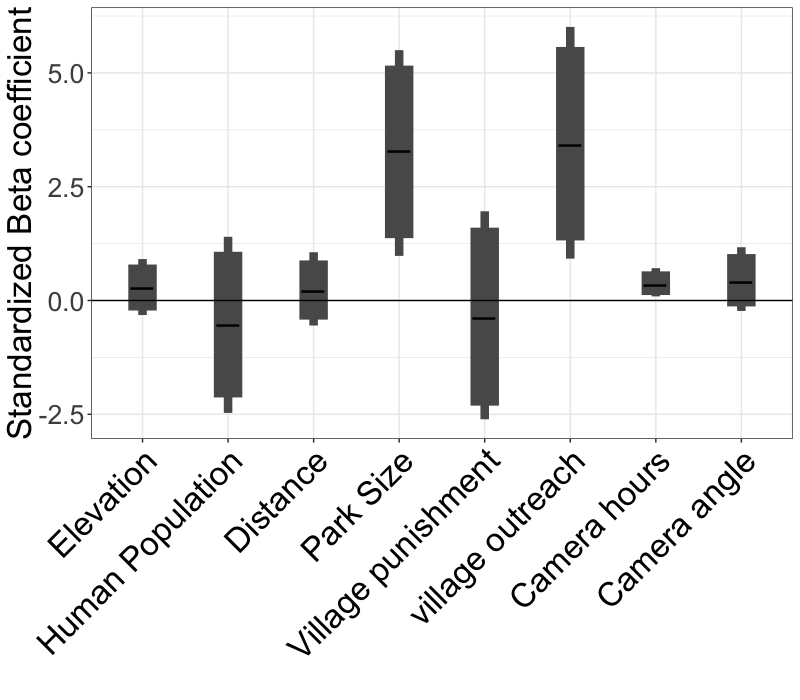 Standardized Beta coefficient
5.0
2.5
0.0
-2.5
Elevation
Human Population
Distance
Park Size
Village punishment
village outreach
Camera hours
Camera angle